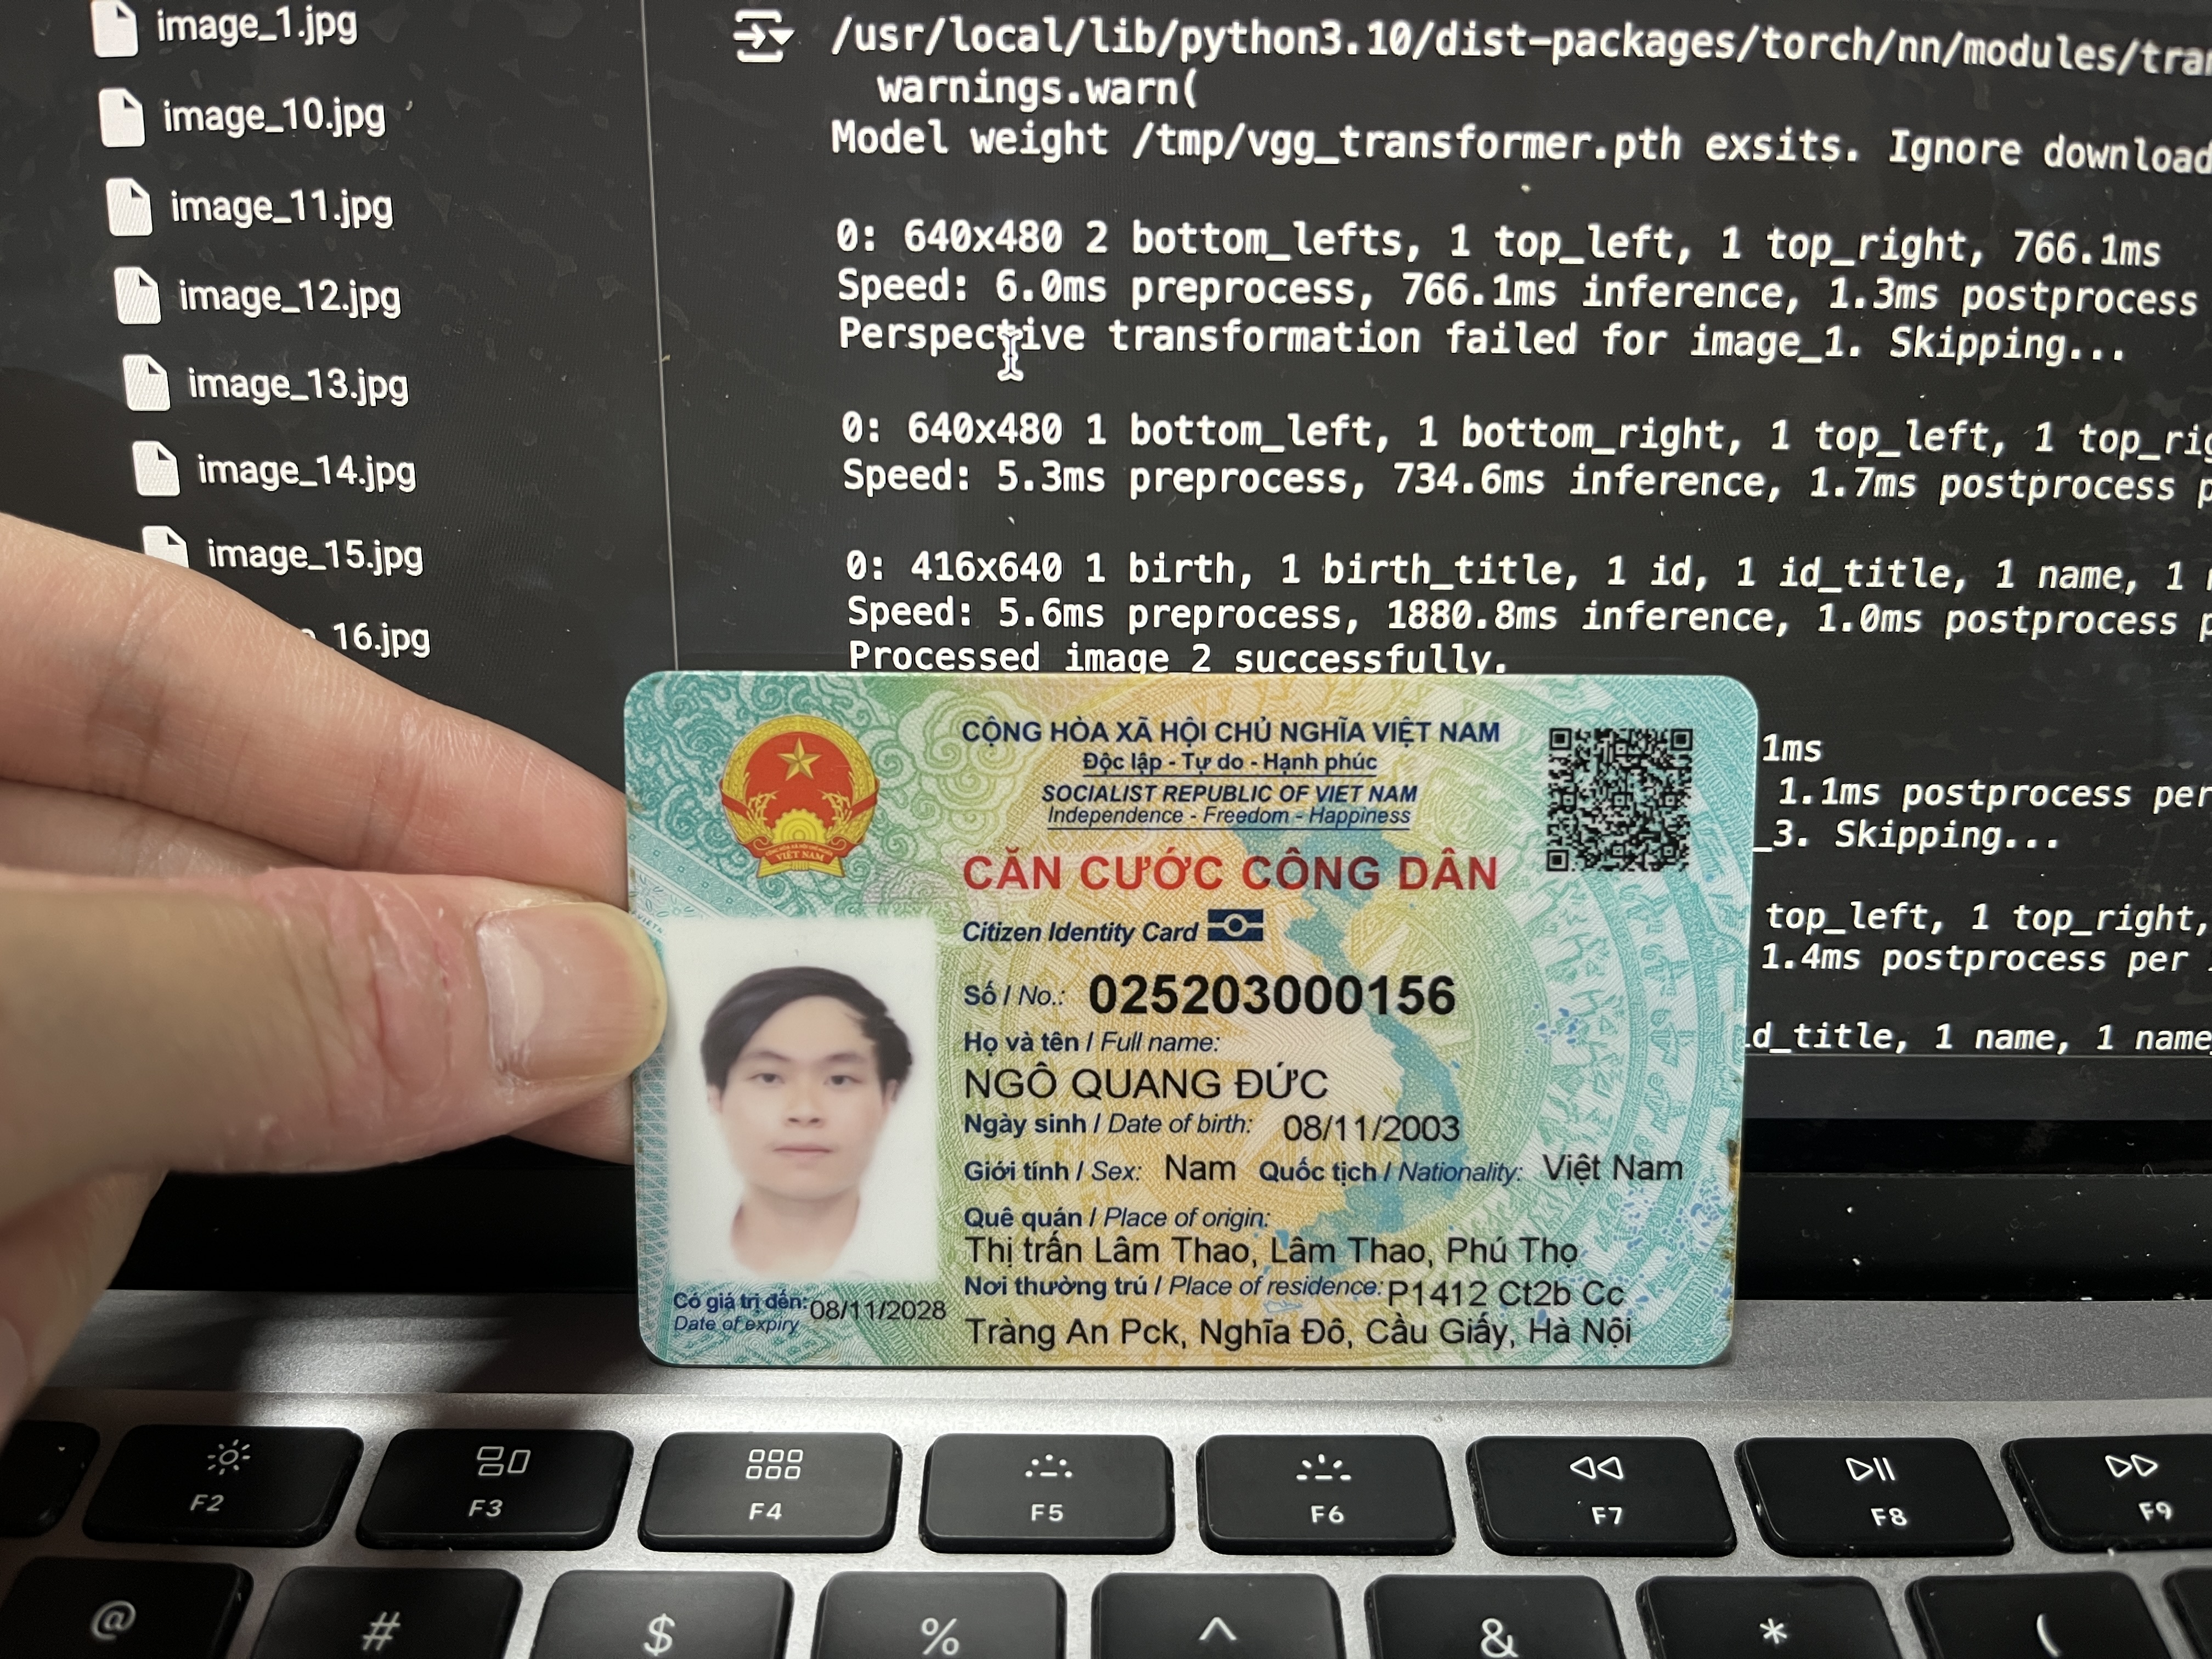 image_1.jpg
image_10.jpg
image_11.jpg
image_12.jpg
image_13.jpg
image_14.jpg
image_15.jpg
_16.jpg
/usr/local/lib/python3.10/dist-packages/torch/nn/modules/tran
warnings.warn(
Model weight /tmp/vgg_transformer.pth exsits. Ignore download
0: 640x480 2 bottom_lefts, 1 top_left, 1 top_right, 766.1ms
Speed: 6.0ms preprocess, 766.1ms inference, 1.3ms postprocess
Perspective transformation failed for image_1. Skipping...
0: 640x480 1 bottom_left, 1 bottom_right, 1 top_left, 1 top_rig
Speed: 5.3ms preprocess, 734.6ms inference, 1.7ms postprocess p
0: 416x640 1 birth, 1 birth_title, 1 id, 1 id_title, 1 name, 1
Speed: 5.6ms preprocess, 1880.8ms inference, 1.0ms postprocess p
Processed image 2 successfully.
1ms
1.1ms postprocess per
_3. Skipping...
top_left, 1 top_right,
1.4ms postprocess per
d_title, 1 name, 1 name
CỘNG HÒA XÃ HỘI CHỦ NGHĨA VIỆT NAM
Độc lập - Tự do - Hạnh phúc
SOCIALIST REPUBLIC OF VIET NAM
Independence - Freedom - Happiness
VIỆT NAM
CĂN CƯỚC CÔNG DÂN
Citizen Identity Card
Số / No.: 025203000156
Họ và tên / Full name:
NGÔ QUANG ĐỨC
Ngày sinh / Date of birth: 08/11/2003
Giới tính / Sex: Nam Quốc tịch / Nationality: Việt Nam
Quê quán / Place of origin:
Thị trấn Lâm Thao, Lâm Thao, Phú Thọ
Nơi thường trú / Place of residence: P1412 Ct2b Cc
Tràng An Pck, Nghĩa Đô, Cầu Giấy, Hà Nội
Có giá trị đến: 08/11/2028
Date of expiry
F2 F3 F4 F5 F6 F7 F8 F9
@ # $ % ^ & * (